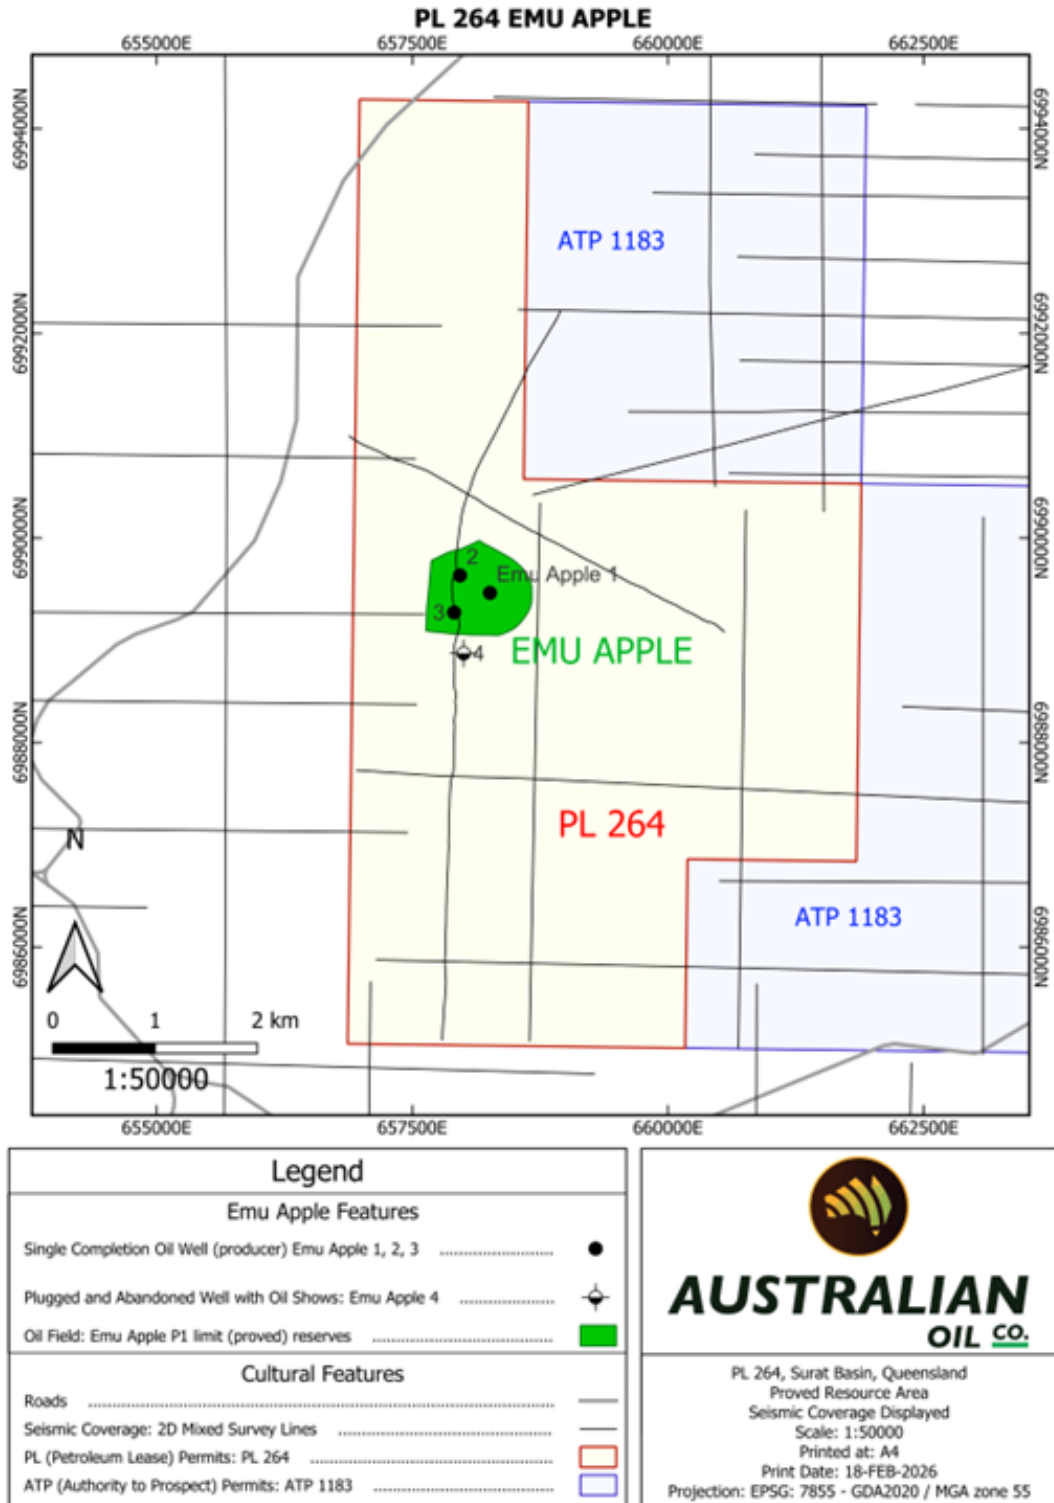 PL 264 EMU APPLE
655000E 657500E 660000E 662500E
6994000N 6994000N
ATP 1183
6992000N 6992000N
6990000N 6990000N
2
Emu Apple 1
3
4
EMU APPLE
6988000N 6988000N
PL 264
N
ATP 1183
6986000N 6986000N
0 1 2 km
1:50000
655000E 657500E 660000E 662500E
Legend
Emu Apple Features
Single Completion Oil Well (producer) Emu Apple 1, 2, 3
Plugged and Abandoned Well with Oil Shows: Emu Apple 4
Oil Field: Emu Apple P1 limit (proved) reserves
Cultural Features
Roads
Seismic Coverage: 2D Mixed Survey Lines
PL (Petroleum Lease) Permits: PL 264
ATP (Authority to Prospect) Permits: ATP 1183
AUSTRALIAN
OIL CO.
PL 264, Surat Basin, Queensland
Proved Resource Area
Seismic Coverage Displayed
Scale: 1:50000
Printed at: A4
Print Date: 18-FEB-2026
Projection: EPSG: 7855 - GDA2020 / MGA zone 55